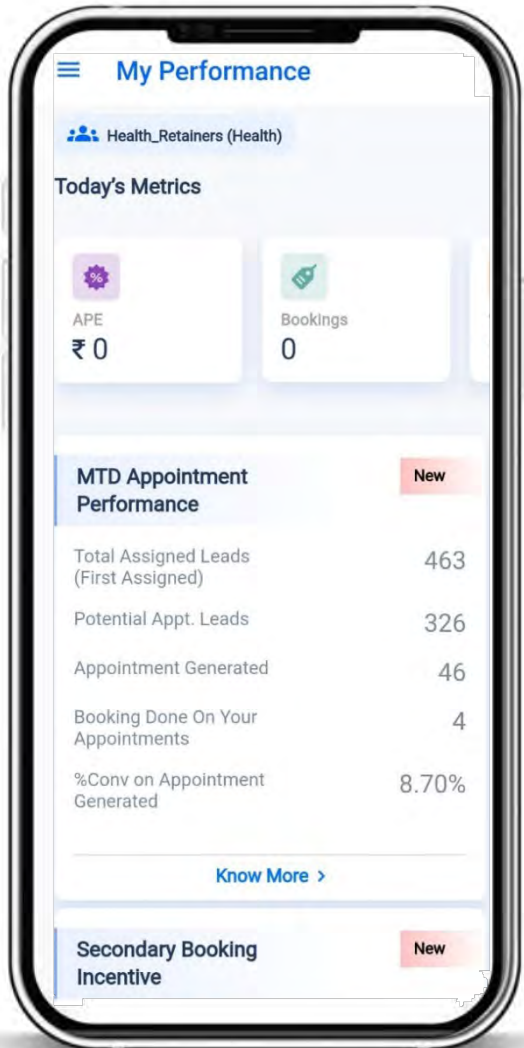 My Performance
Health_Retainers (Health)
Today's Metrics
%
APE
₹ 0
Bookings
0
MTD Appointment
Performance
New
Total Assigned Leads
(First Assigned)
463
Potential Appt. Leads
326
Appointment Generated
46
Booking Done On Your
Appointments
4
%Conv on Appointment
Generated
8.70%
Know More >
Secondary Booking
Incentive
New